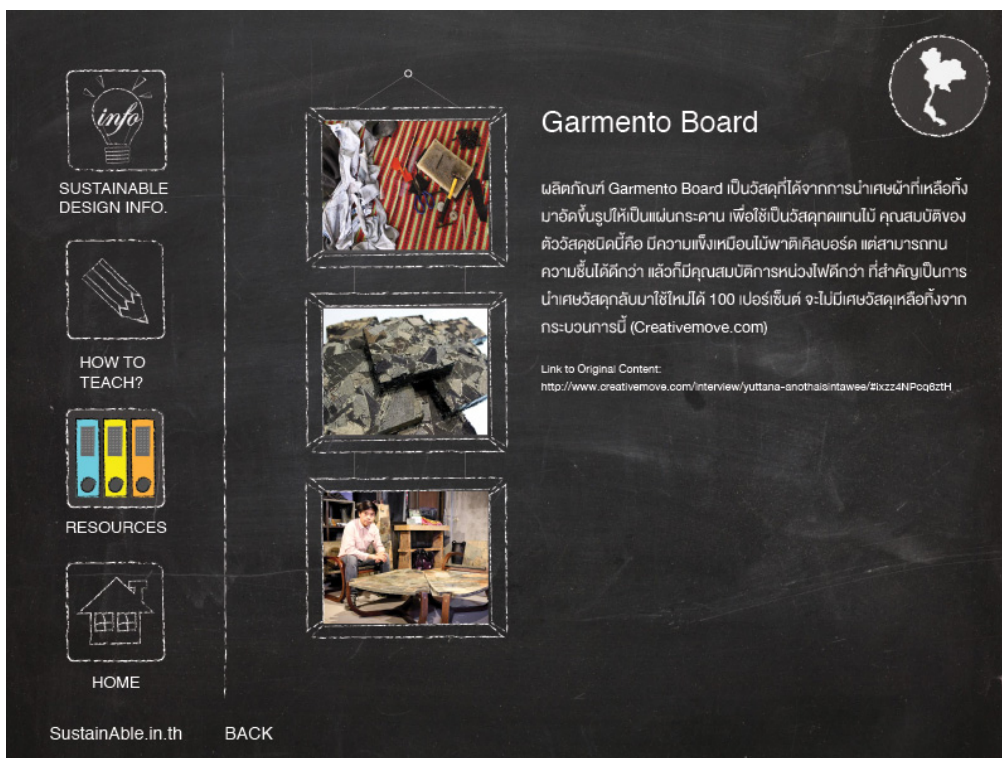 info
SUSTAINABLE
DESIGN INFO.
HOW TO
TEACH?
RESOURCES
HOME
SustainAble.in.th
BACK
Garmento Board
ผลิตภัณฑ์ Garmento Board เป็นวัสดุที่ได้จากการนำเศษผ้าที่เหลือทิ้ง
มาอัดขึ้นรูปให้เป็นแผ่นกระดาน เพื่อใช้เป็นวัสดุทดแทนไม้ คุณสมบัติของ
ตัววัสดุชนิดนี้คือ มีความแข็งเหมือนไม้พาติเคิลบอร์ด แต่สามารถทน
ความชื้นได้ดีกว่า แล้วก็มีคุณสมบัติการหน่วงไฟดีกว่า ที่สำคัญเป็นการ
นำเศษวัสดุกลับมาใช้ใหม่ได้ 100 เปอร์เซ็นต์ จะไม่มีเศษวัสดุเหลือทิ้งจาก
กระบวนการนี้ (Creativemove.com)
Link to Original Content:
http://www.creativemove.com/interview/yuttana-anothaisintawee/#ixzz4NPcq6ztH